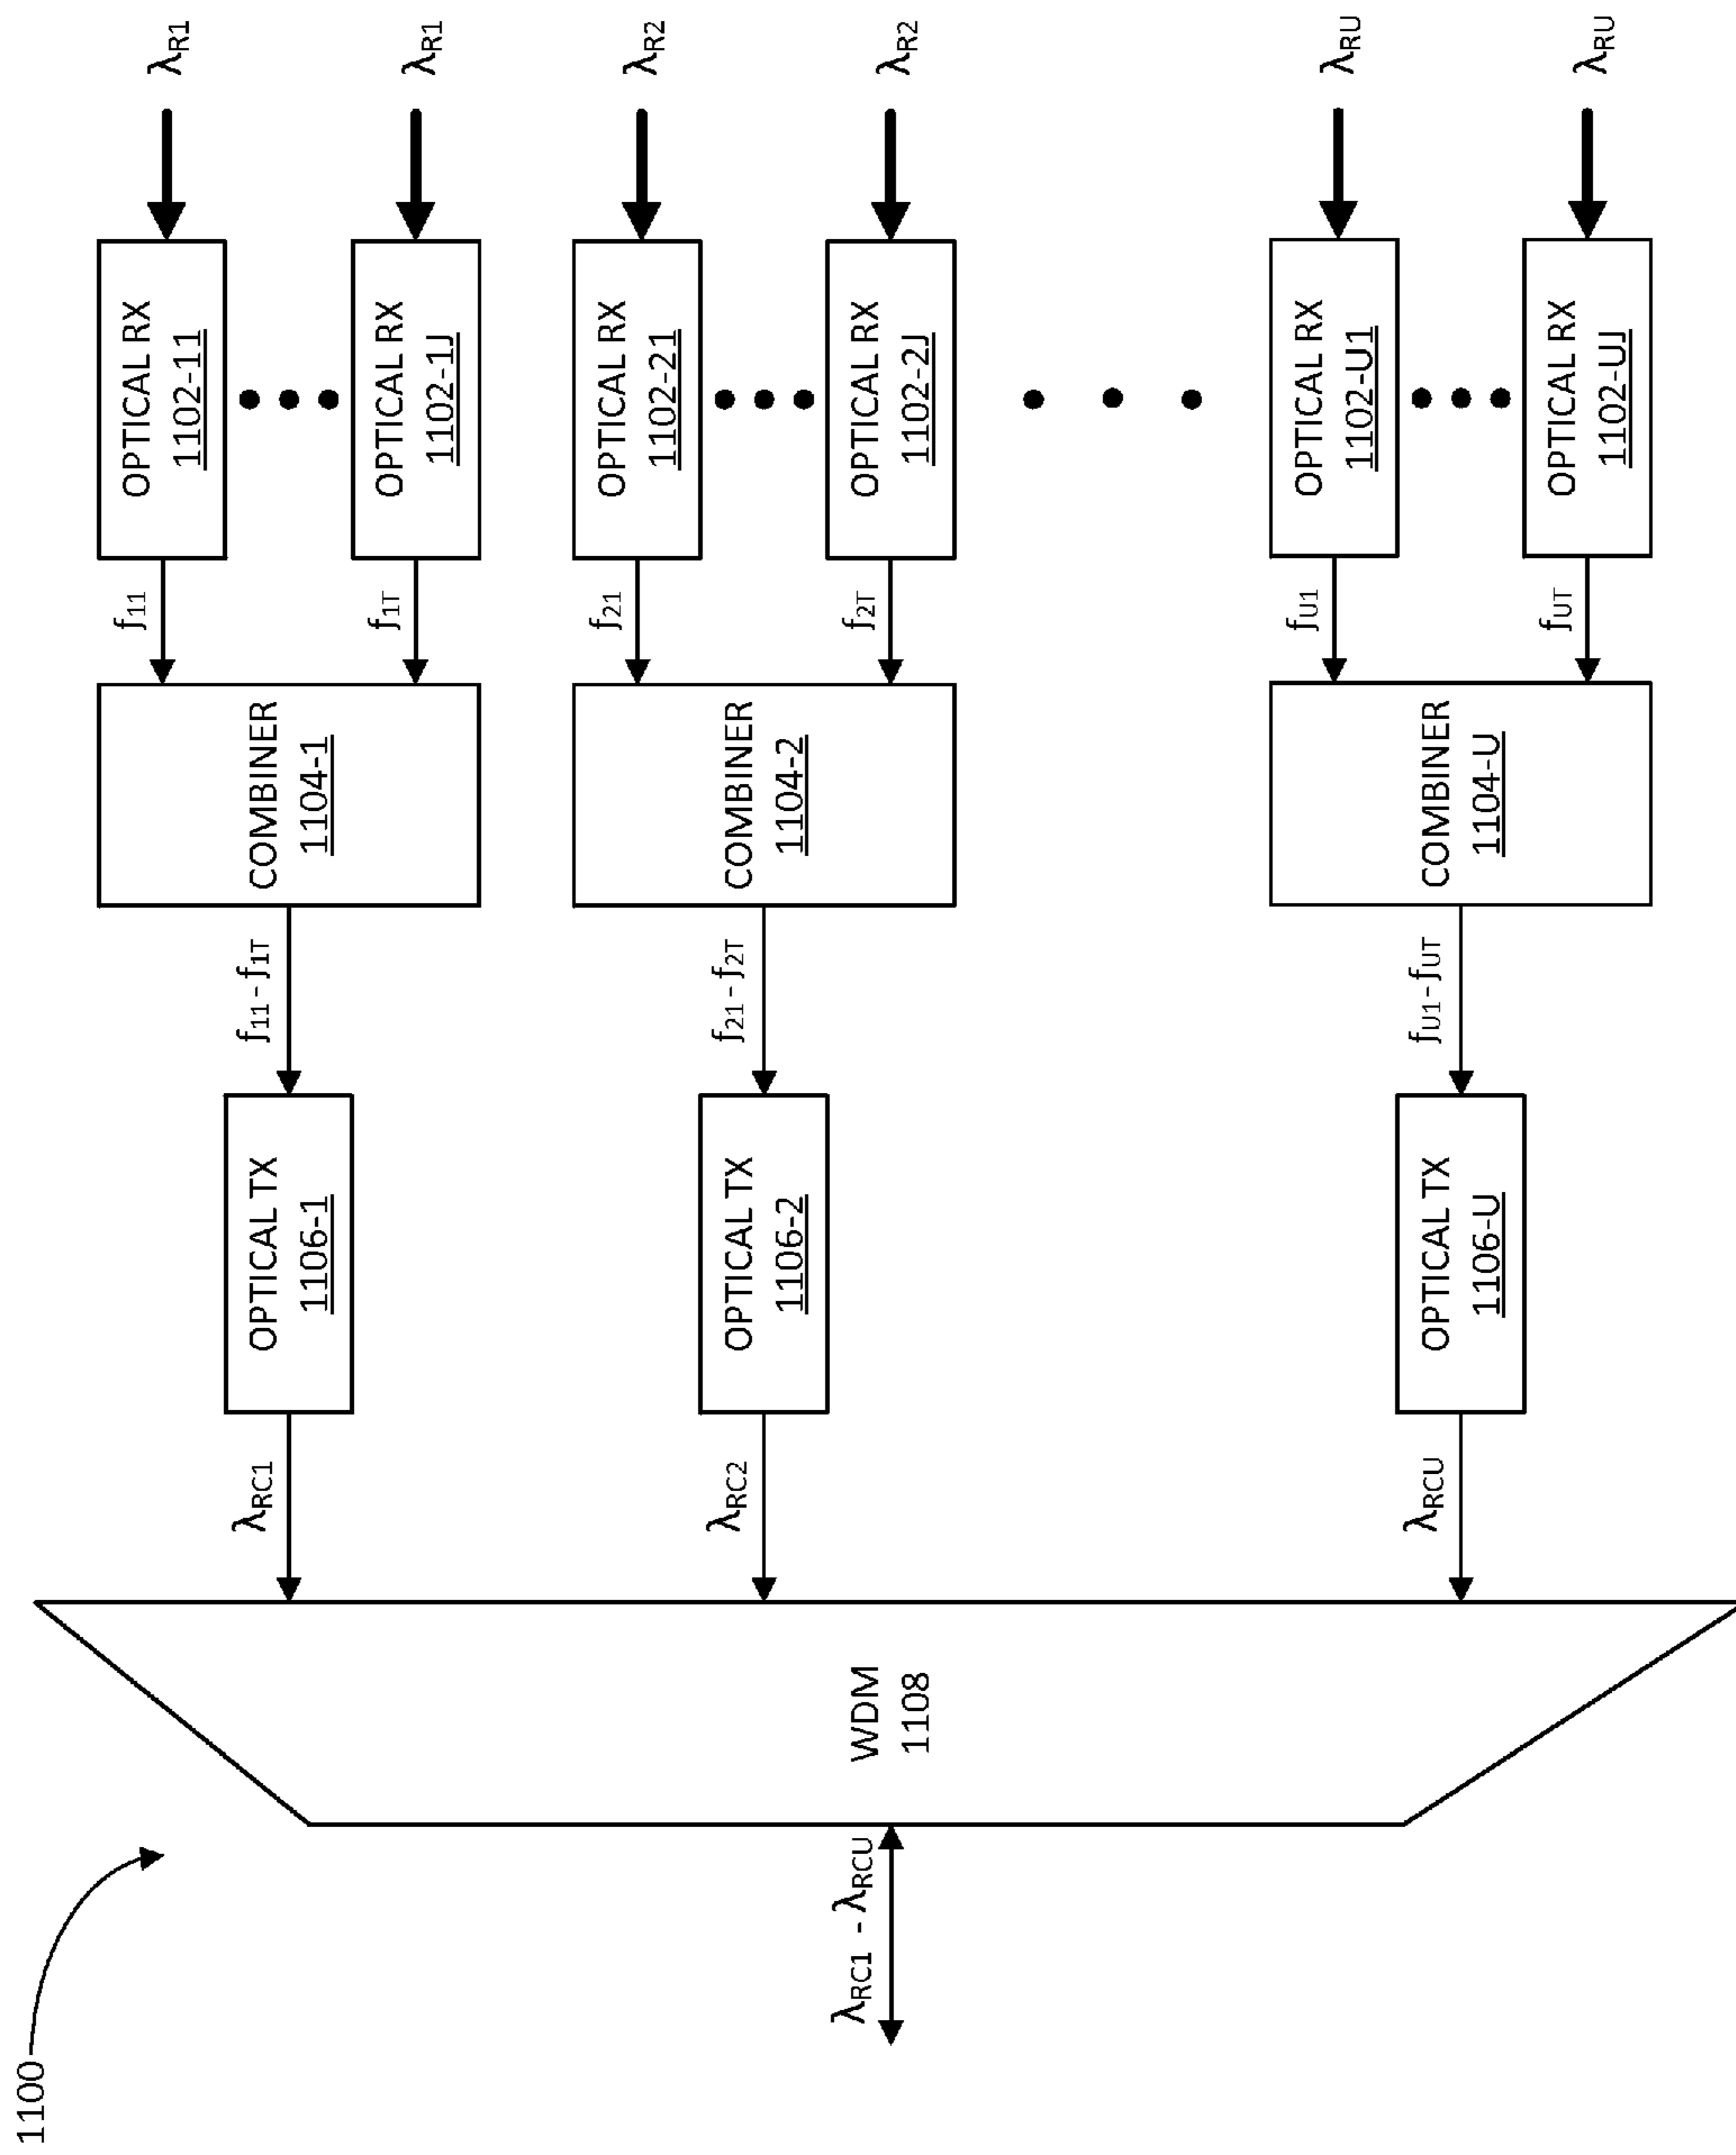 1100
λRC1 - λRCU
WDM
1108
λRC1
OPTICAL TX
1106-1
f11 - f1T
COMBINER
1104-1
f11
OPTICAL RX
1102-11
λR1
f1T
OPTICAL RX
1102-1J
λR1
λRC2
OPTICAL TX
1106-2
f21 - f2T
COMBINER
1104-2
f21
OPTICAL RX
1102-21
λR2
f2T
OPTICAL RX
1102-2J
λR2
λRCU
OPTICAL TX
1106-U
fU1 - fUT
COMBINER
1104-U
fU1
OPTICAL RX
1102-U1
λRU
fUT
OPTICAL RX
1102-UJ
λRU